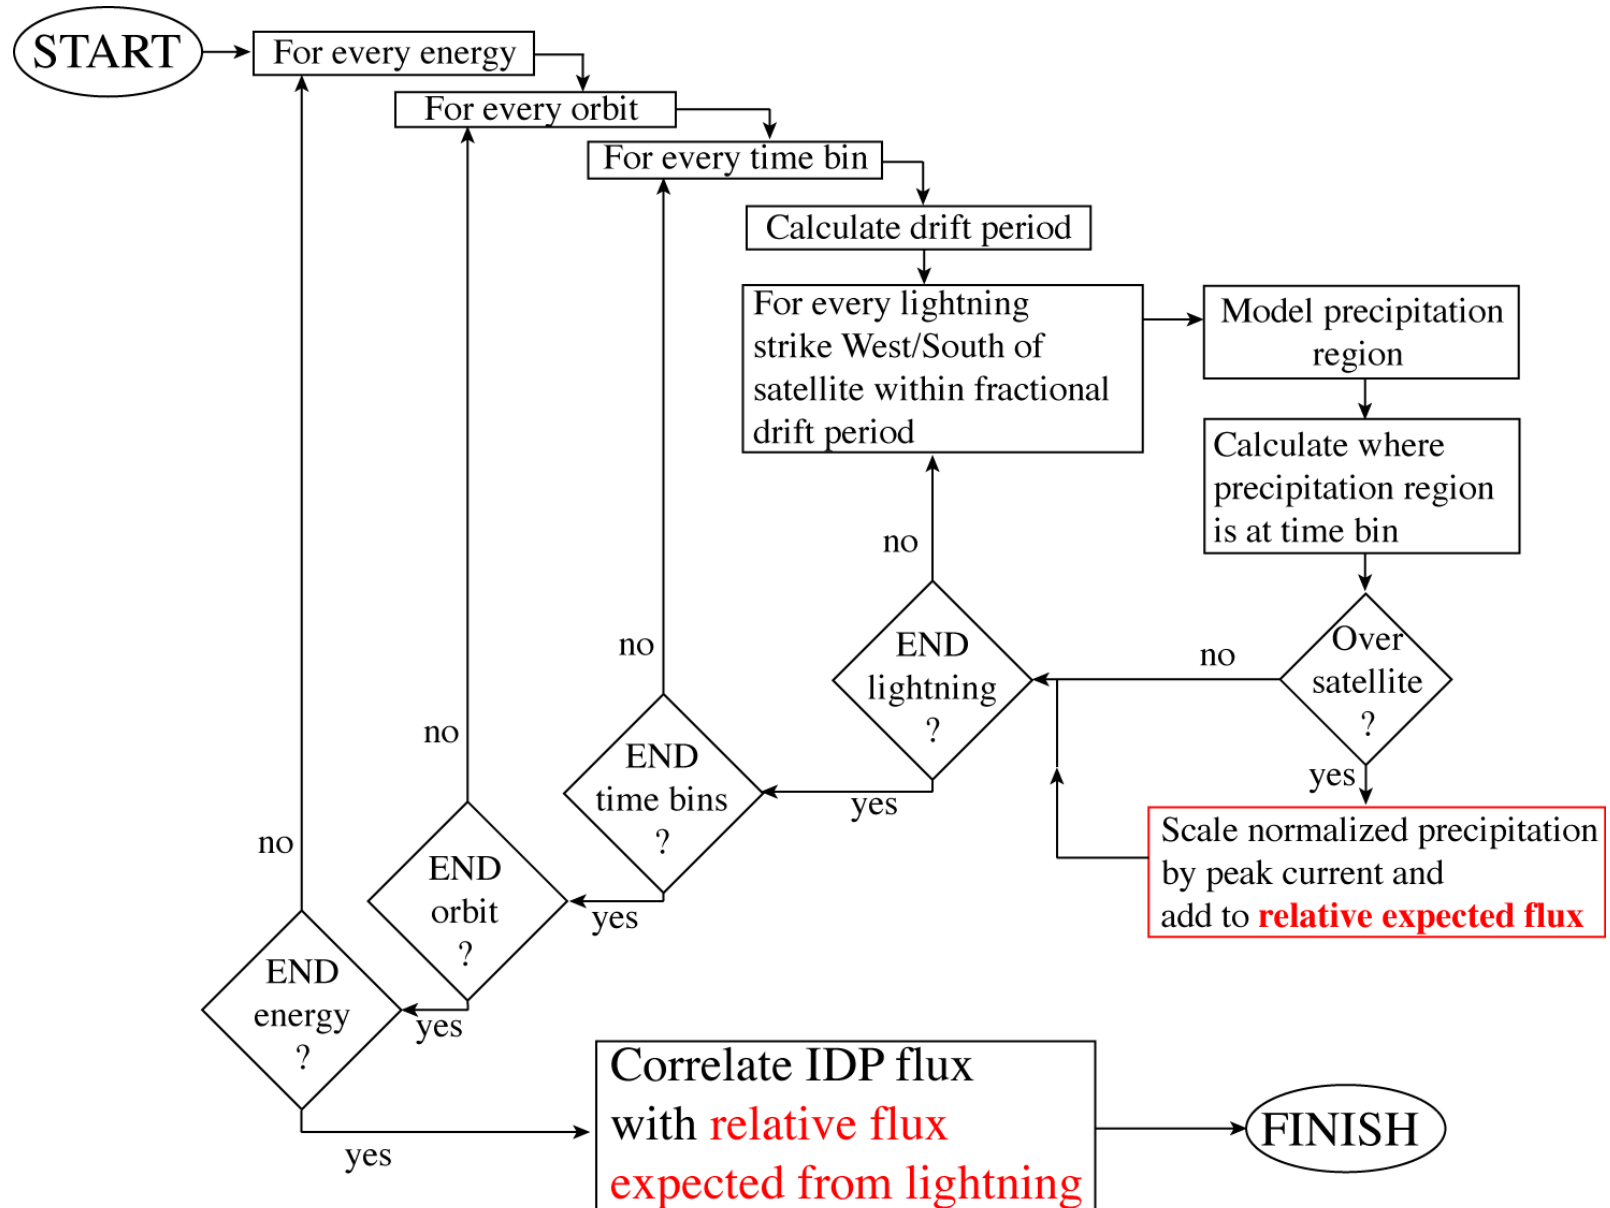 START
For every energy
For every orbit
For every time bin
Calculate drift period
For every lightning
strike West/South of
satellite within fractional
drift period
Model precipitation
region
Calculate where
precipitation region
is at time bin
Over
satellite
?
no
yes
Scale normalized precipitation
by peak current and
add to relative expected flux
END
lightning
?
no
yes
END
time bins
?
no
yes
END
orbit
?
no
yes
END
energy
?
no
yes
Correlate IDP flux
with relative flux
expected from lightning
FINISH